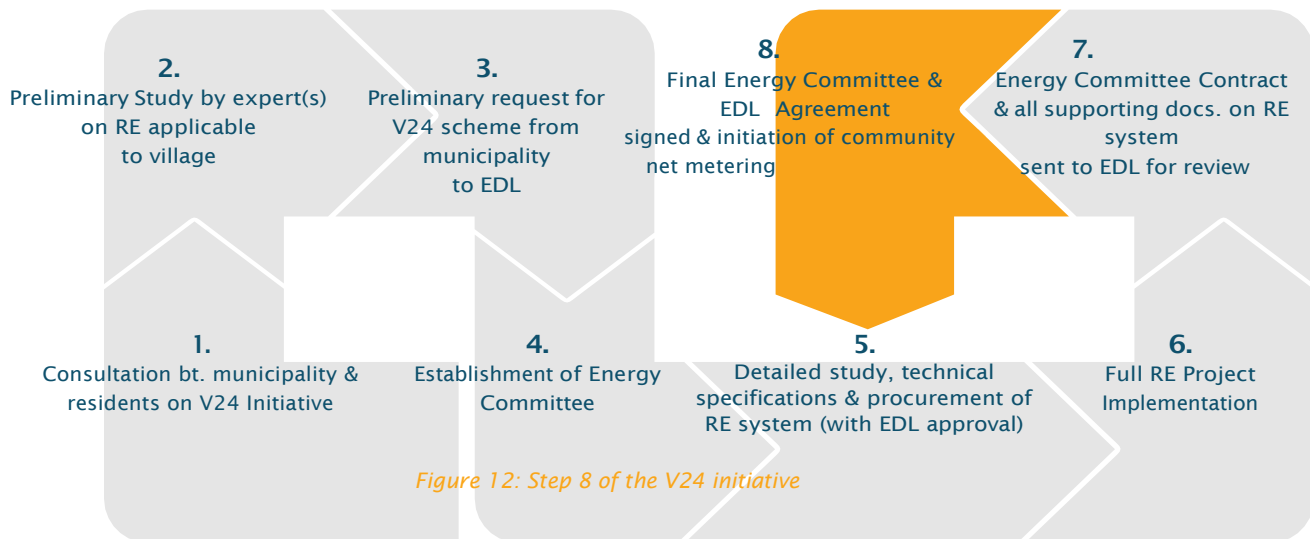 2.
Preliminary Study by expert(s)
on RE applicable
to village
3.
Preliminary request for
V24 scheme from
municipality
to EDL
8.
Final Energy Committee &
EDL Agreement
signed & initiation of community
net metering
7.
Energy Committee Contract
& all supporting docs. on RE
system
sent to EDL for review
1.
Consultation bt. municipality &
residents on V24 Initiative
4.
Establishment of Energy
Committee
5.
Detailed study, technical
specifications & procurement of
RE system (with EDL approval)
6.
Full RE Project
Implementation
Figure 12: Step 8 of the V24 initiative